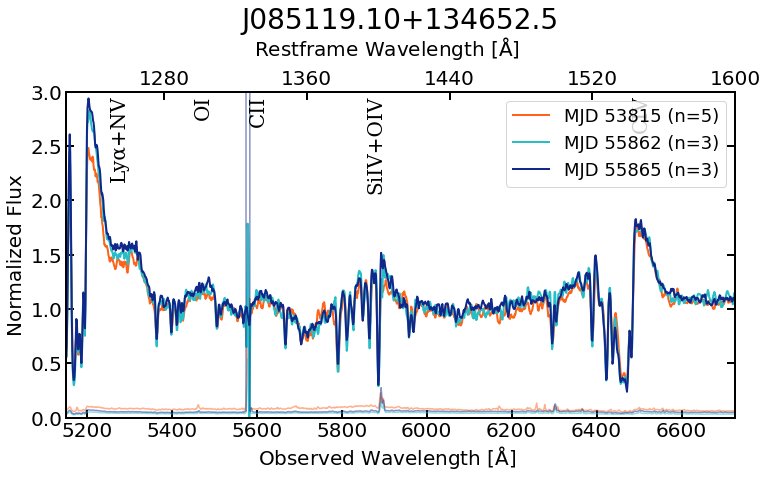 J085119.10+134652.5
Restframe Wavelength [Å]
1280 1360 1440 1520 1600
3.0
2.5
2.0
1.5
1.0
0.5
0.0
Normalized Flux
Lyα+NV
OI
CII
SiIV+OIV
CIV
MJD 53815 (n=5)
MJD 55862 (n=3)
MJD 55865 (n=3)
5200 5400 5600 5800 6000 6200 6400 6600
Observed Wavelength [Å]